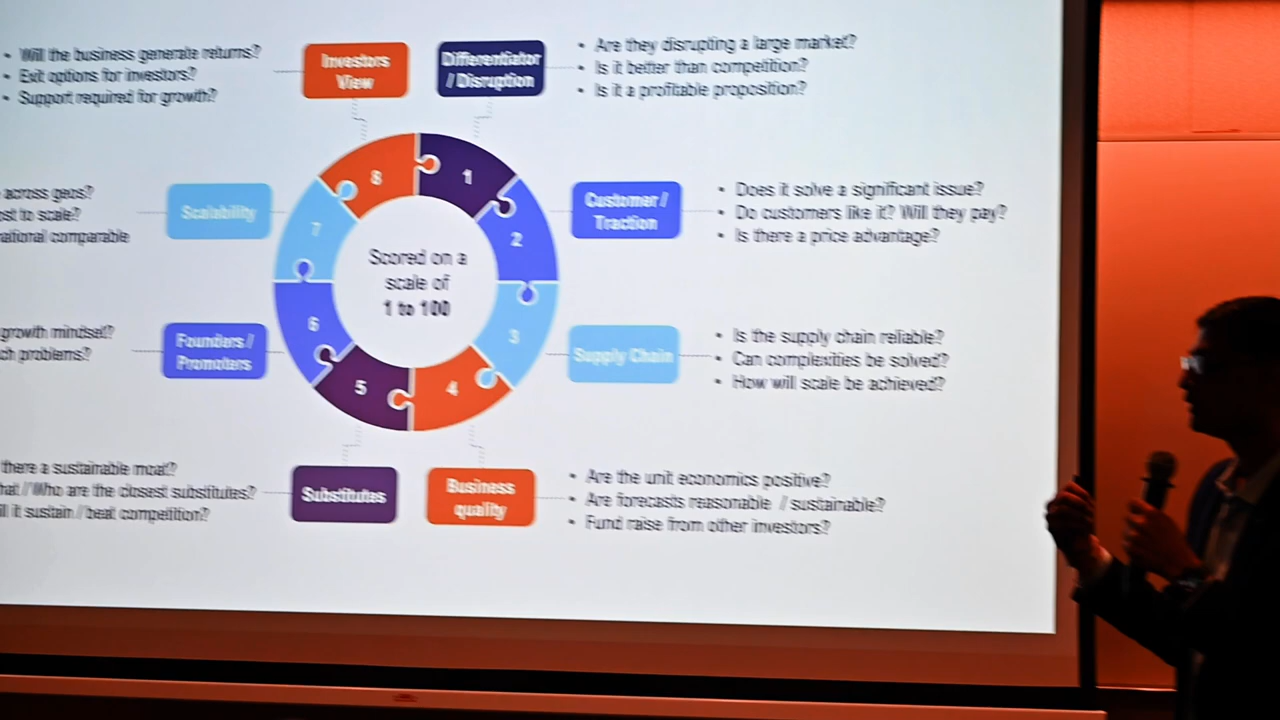 • Will the business generate returns?
• Exit options for investors?
• Support required for growth?
Investors
View
Differentiator
/ Disruption
• Are they disrupting a large market?
• Is it better than competition?
• Is it a profitable proposition?
across geos?
to scale?
comparable
Scalability
8
1
7
2
6
3
5
4
Scored on a
scale of
1 to 100
Customer /
Traction
• Does it solve a significant issue?
• Do customers like it? Will they pay?
• Is there a price advantage?
growth mindset?
problems?
Founders /
Promoters
Supply Chain
• Is the supply chain reliable?
• Can complexities be solved?
• How will scale be achieved?
there a sustainable moat?
/ Who are the closest substitutes?
it sustain / beat competition?
Substitutes
Business
quality
• Are the unit economics positive?
• Are forecasts reasonable / sustainable?
• Fund raise from other investors?